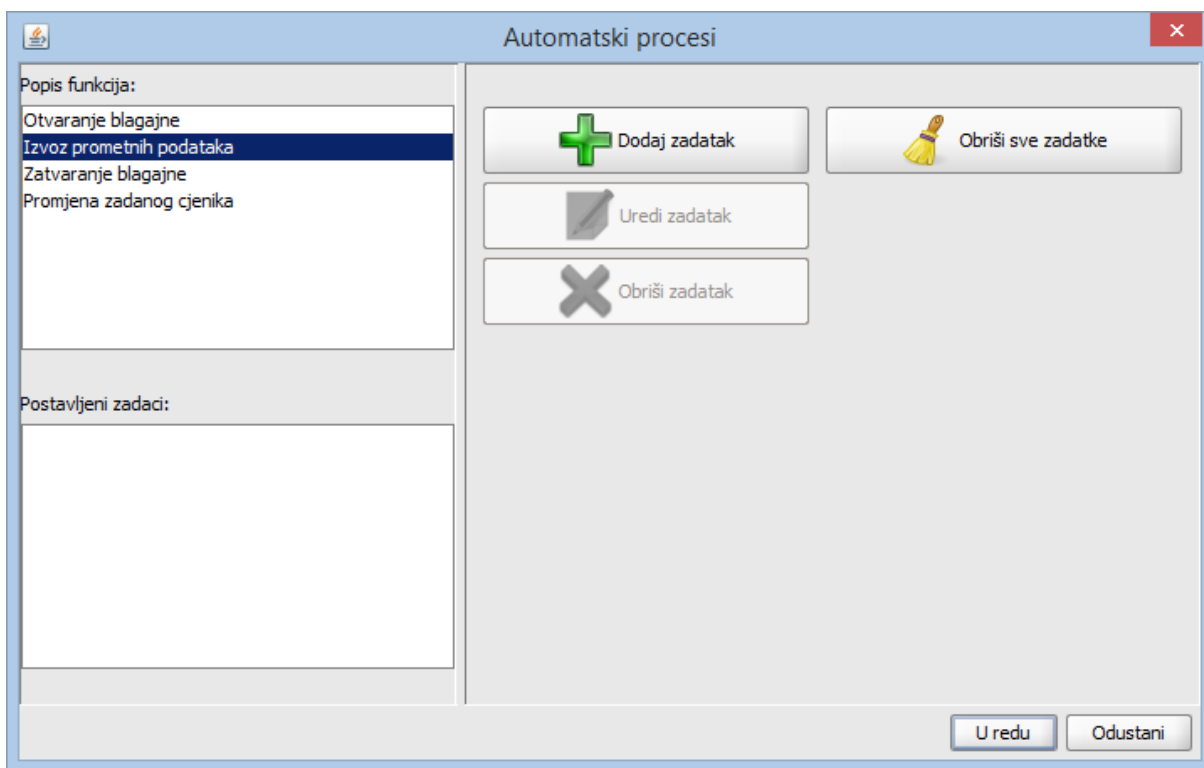 Automatski procesi
Popis funkcija:
Otvaranje blagajne
Izvoz prometnih podataka
Zatvaranje blagajne
Promjena zadanog cjenika
Postavljeni zadaci:
Dodaj zadatak
Obriši sve zadatke
Uredi zadatak
Obriši zadatak
U redu
Odustani